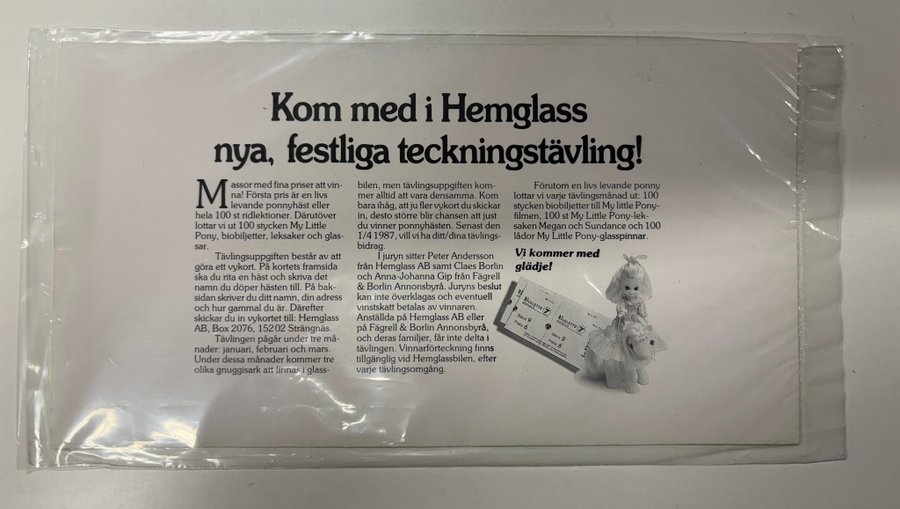 Kom med i Hemglass
nya, festliga teckningstävling!
Massor med fina priser att vin-
na! Första pris är en livs
levande ponnyhäst eller
hela 100 st ridlektioner. Därutöver
lottar vi ut 100 stycken My Little
Pony, biobiljetter, leksaker och glas-
sar.
Tävlingsuppgiften består av att
göra ett vykort. På kortets framsida
ska du rita en häst och skriva det
namn du döper hästen till. På bak-
sidan skriver du ditt namn, din adress
och hur gammal du är. Därefter
skickar du in vykortet till: Hemglass
AB, Box 2076, 152 02 Strängnäs.
Tävlingen pågår under tre må-
nader: januari, februari och mars.
Under dessa månader kommer tre
olika gnuggisark att finnas i glass-
bilen, men tävlingsuppgiften kom-
mer alltid att vara densamma. Kom
bara ihåg, att ju fler vykort du skickar
in, desto större blir chansen att just
du vinner ponnyhästen. Senast den
1/4 1987, vill vi ha ditt/dina tävlings-
bidrag.
I juryn sitter Peter Andersson
från Hemglass AB samt Claes Borlin
och Anna-Johanna Gip från Fägrell
& Borlin Annonsbyrå. Juryns beslut
kan inte överklagas och eventuell
vinstskatt betalas av vinnaren.
Anställda på Hemglass AB eller
på Fägrell & Borlin Annonsbyrå,
och deras familjer, får inte delta i
tävlingen. Vinnarförteckning finns
tillgänglig vid Hemglassbilen, efter
varje tävlingsomgång.
Förutom en livs levande ponny
lottar vi varje tävlingsmånad ut: 100
stycken biobiljetter till My little Pony-
filmen, 100 st My Little Pony-lek-
saken Megan och Sundance och 100
lådor My Little Pony-glasspinnar.
Vi kommer med
glädje!